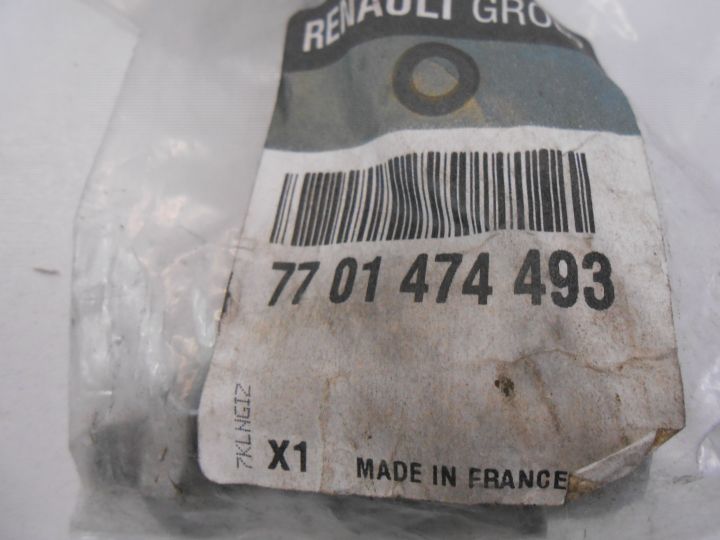 RENAULT GROU
77 01 474 493
7KLNGIZ
X1 MADE IN FRANCE